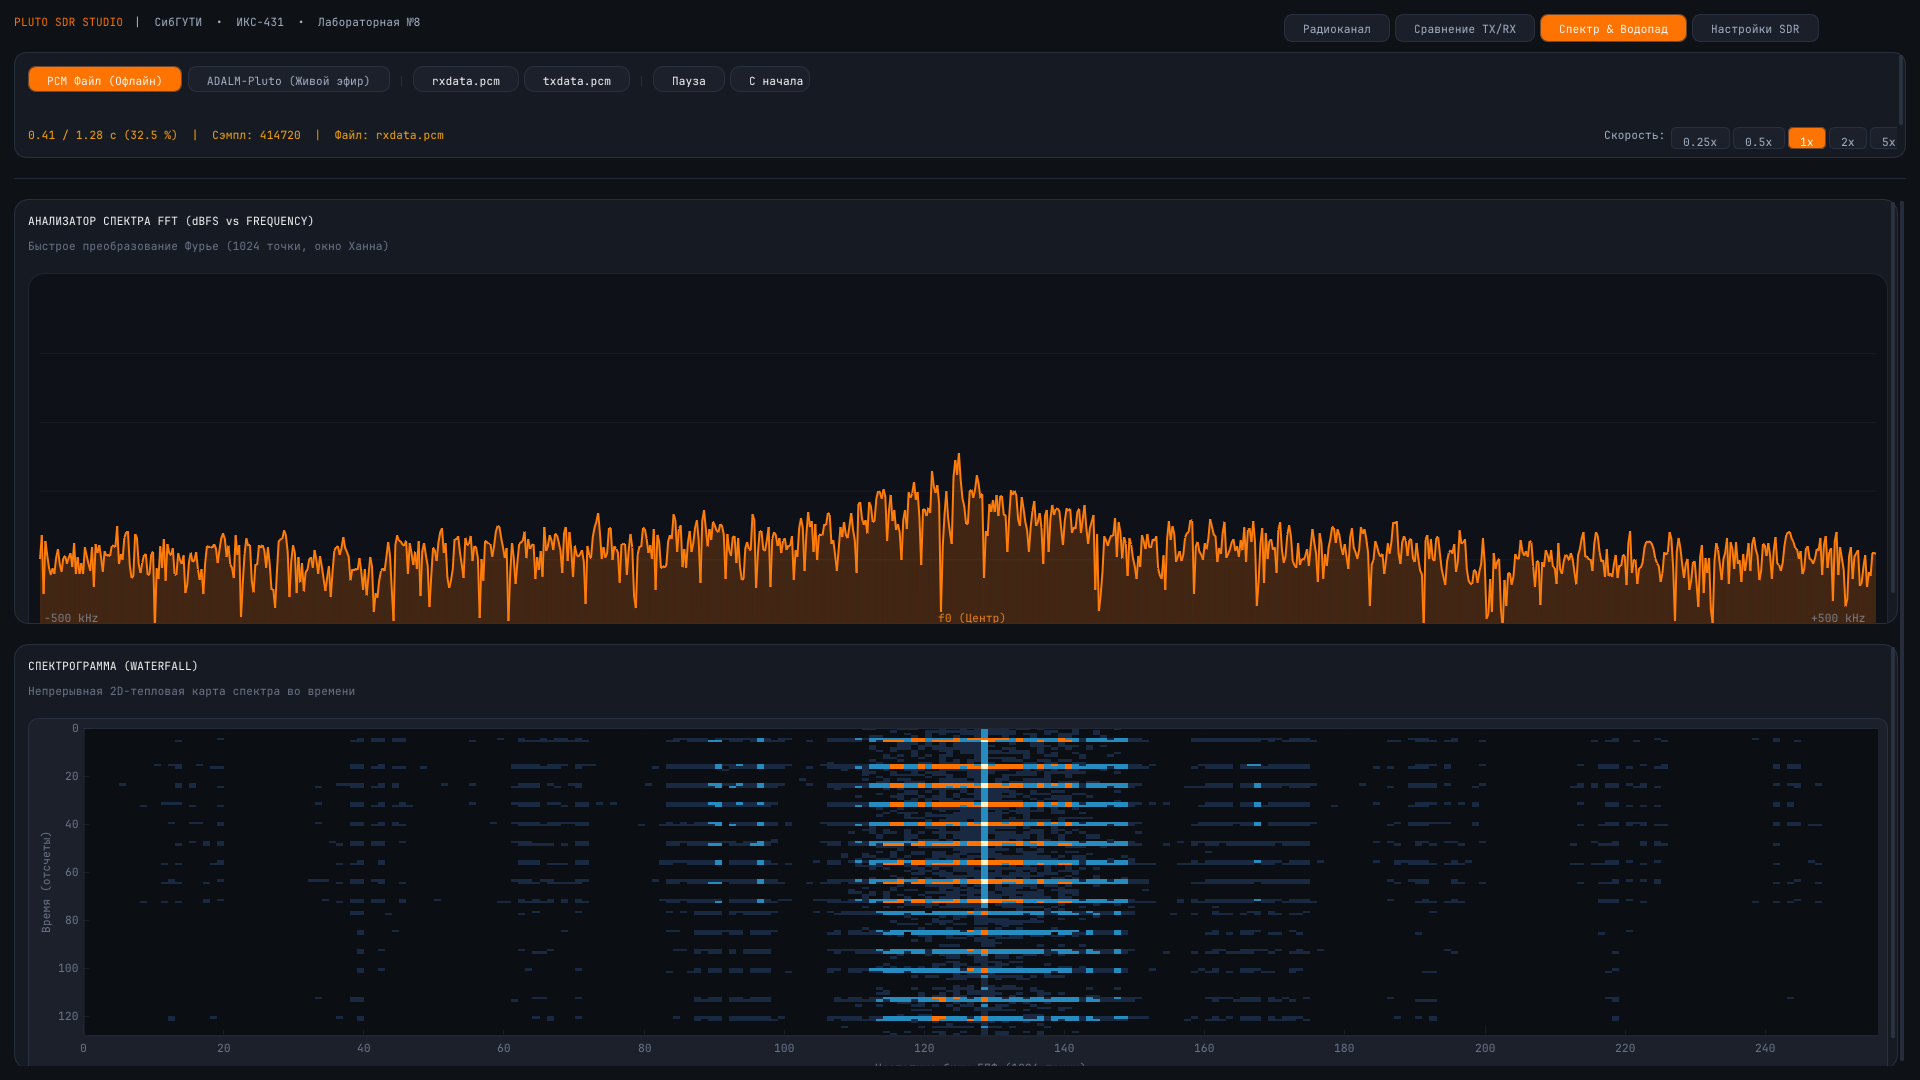 PLUTO SDR STUDIO | СибГУТИ • ИКС-431 • Лабораторная №8
Радиоканал Сравнение TX/RX Спектр & Водопад Настройки SDR
PCM Файл (Офлайн) ADALM-Pluto (Живой эфир) | rxdata.pcm txdata.pcm | Пауза С начала
0.41 / 1.28 с (32.5 %) | Сэмпл: 414720 | Файл: rxdata.pcm
Скорость: 0.25x 0.5x 1x 2x 5x
АНАЛИЗАТОР СПЕКТРА FFT (dBFS vs FREQUENCY)
Быстрое преобразование Фурье (1024 точки, окно Ханна)
-500 kHz f0 (Центр) +500 kHz
СПЕКТРОГРАММА (WATERFALL)
Непрерывная 2D-тепловая карта спектра во времени
Время (отсчеты)
0
20
40
60
80
100
120
0 20 40 60 80 100 120 140 160 180 200 220 240